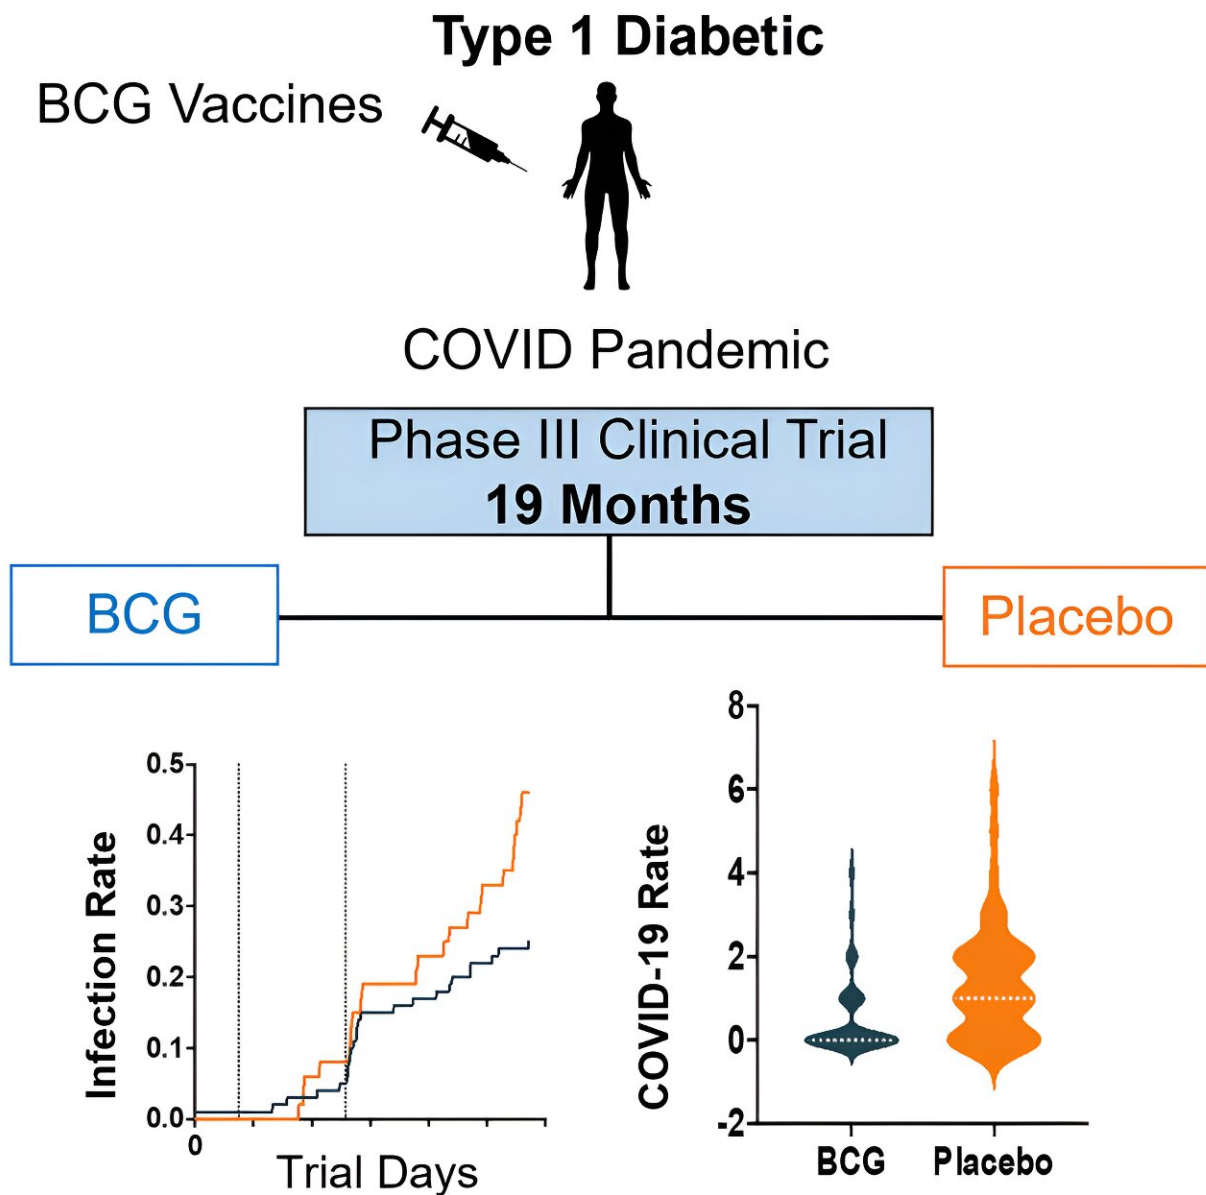 Type 1 Diabetic
BCG Vaccines
COVID Pandemic
Phase III Clinical Trial
19 Months
BCG
Placebo
Infection Rate
0.5
0.4
0.3
0.2
0.1
0.0
0
Trial Days
COVID-19 Rate
8
6
4
2
0
-2
BCG
Placebo